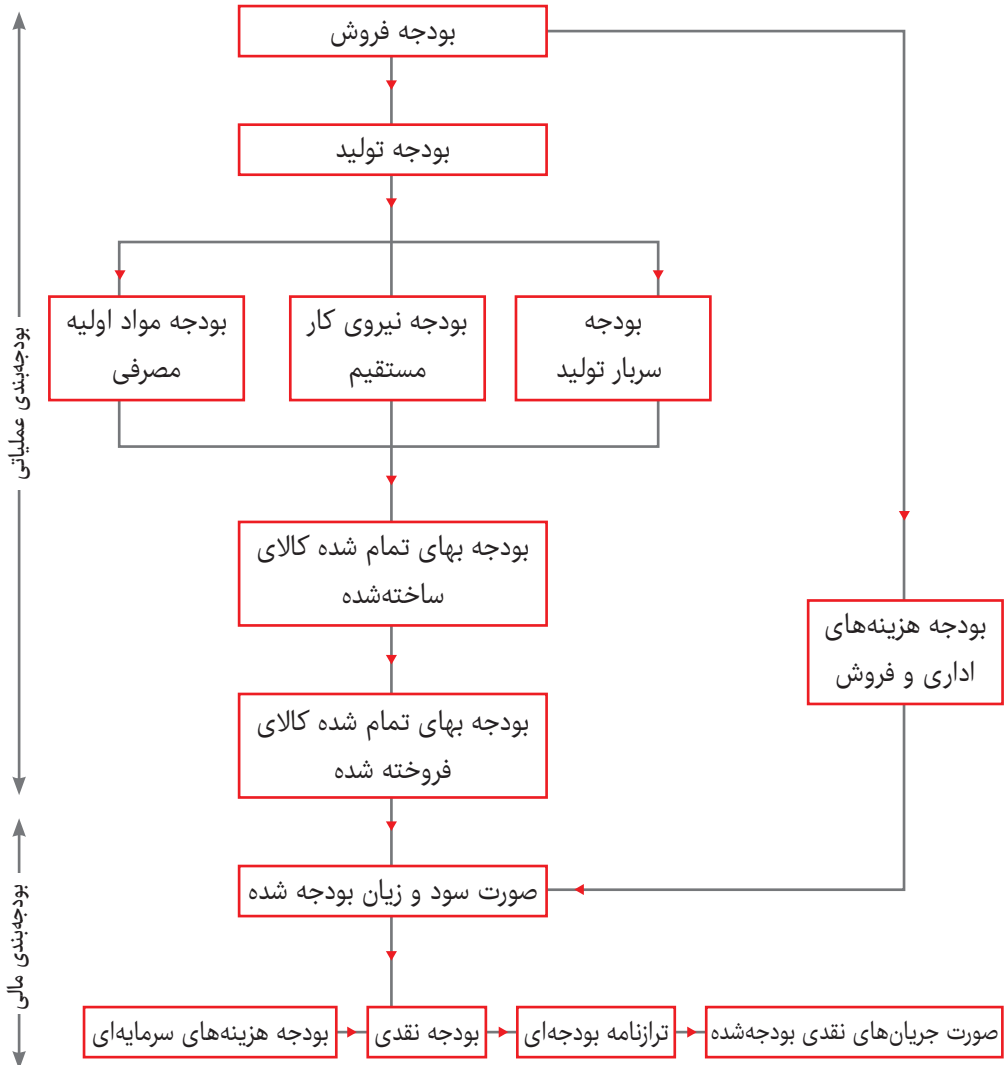 بودجه فروش
بودجه تولید
بودجه
سربار تولید
بودجه نیروی کار
مستقیم
بودجه مواد اولیه
مصرفی
بودجه بهای تمام شده کالای
ساخته‌شده
بودجه هزینه‌های
اداری و فروش
بودجه بهای تمام شده کالای
فروخته شده
صورت سود و زیان بودجه شده
بودجه هزینه‌های سرمایه‌ای
بودجه نقدی
ترازنامه بودجه‌ای
صورت جریان‌های نقدی بودجه‌شده
بودجه‌بندی عملیاتی
بودجه‌بندی مالی